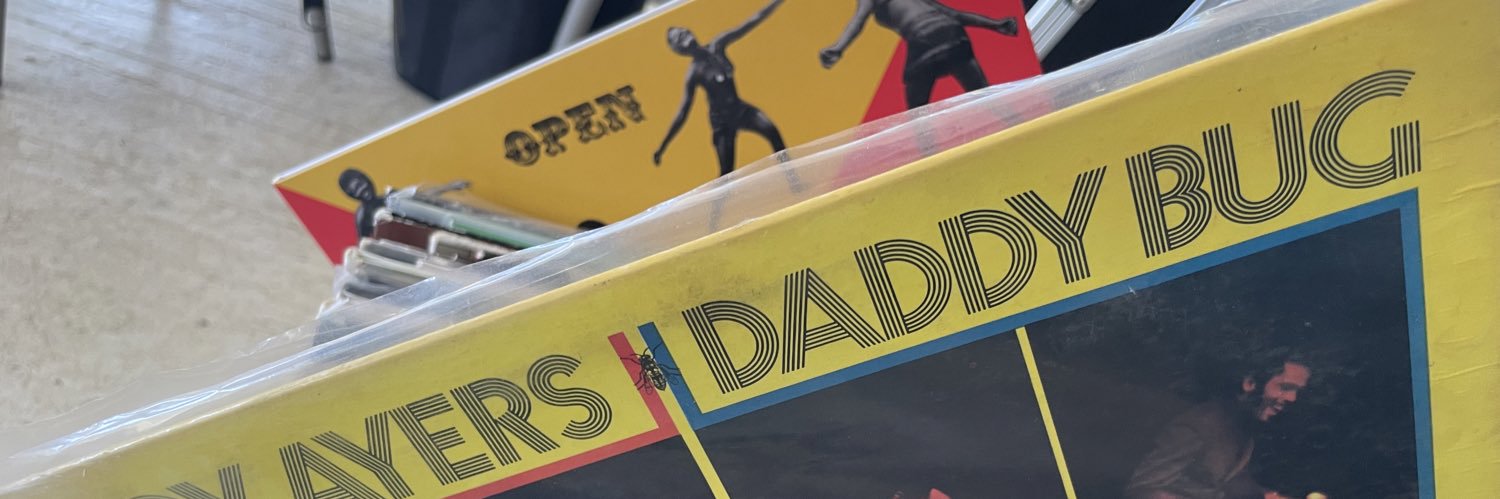 OPEN
AYERS DADDY BUG